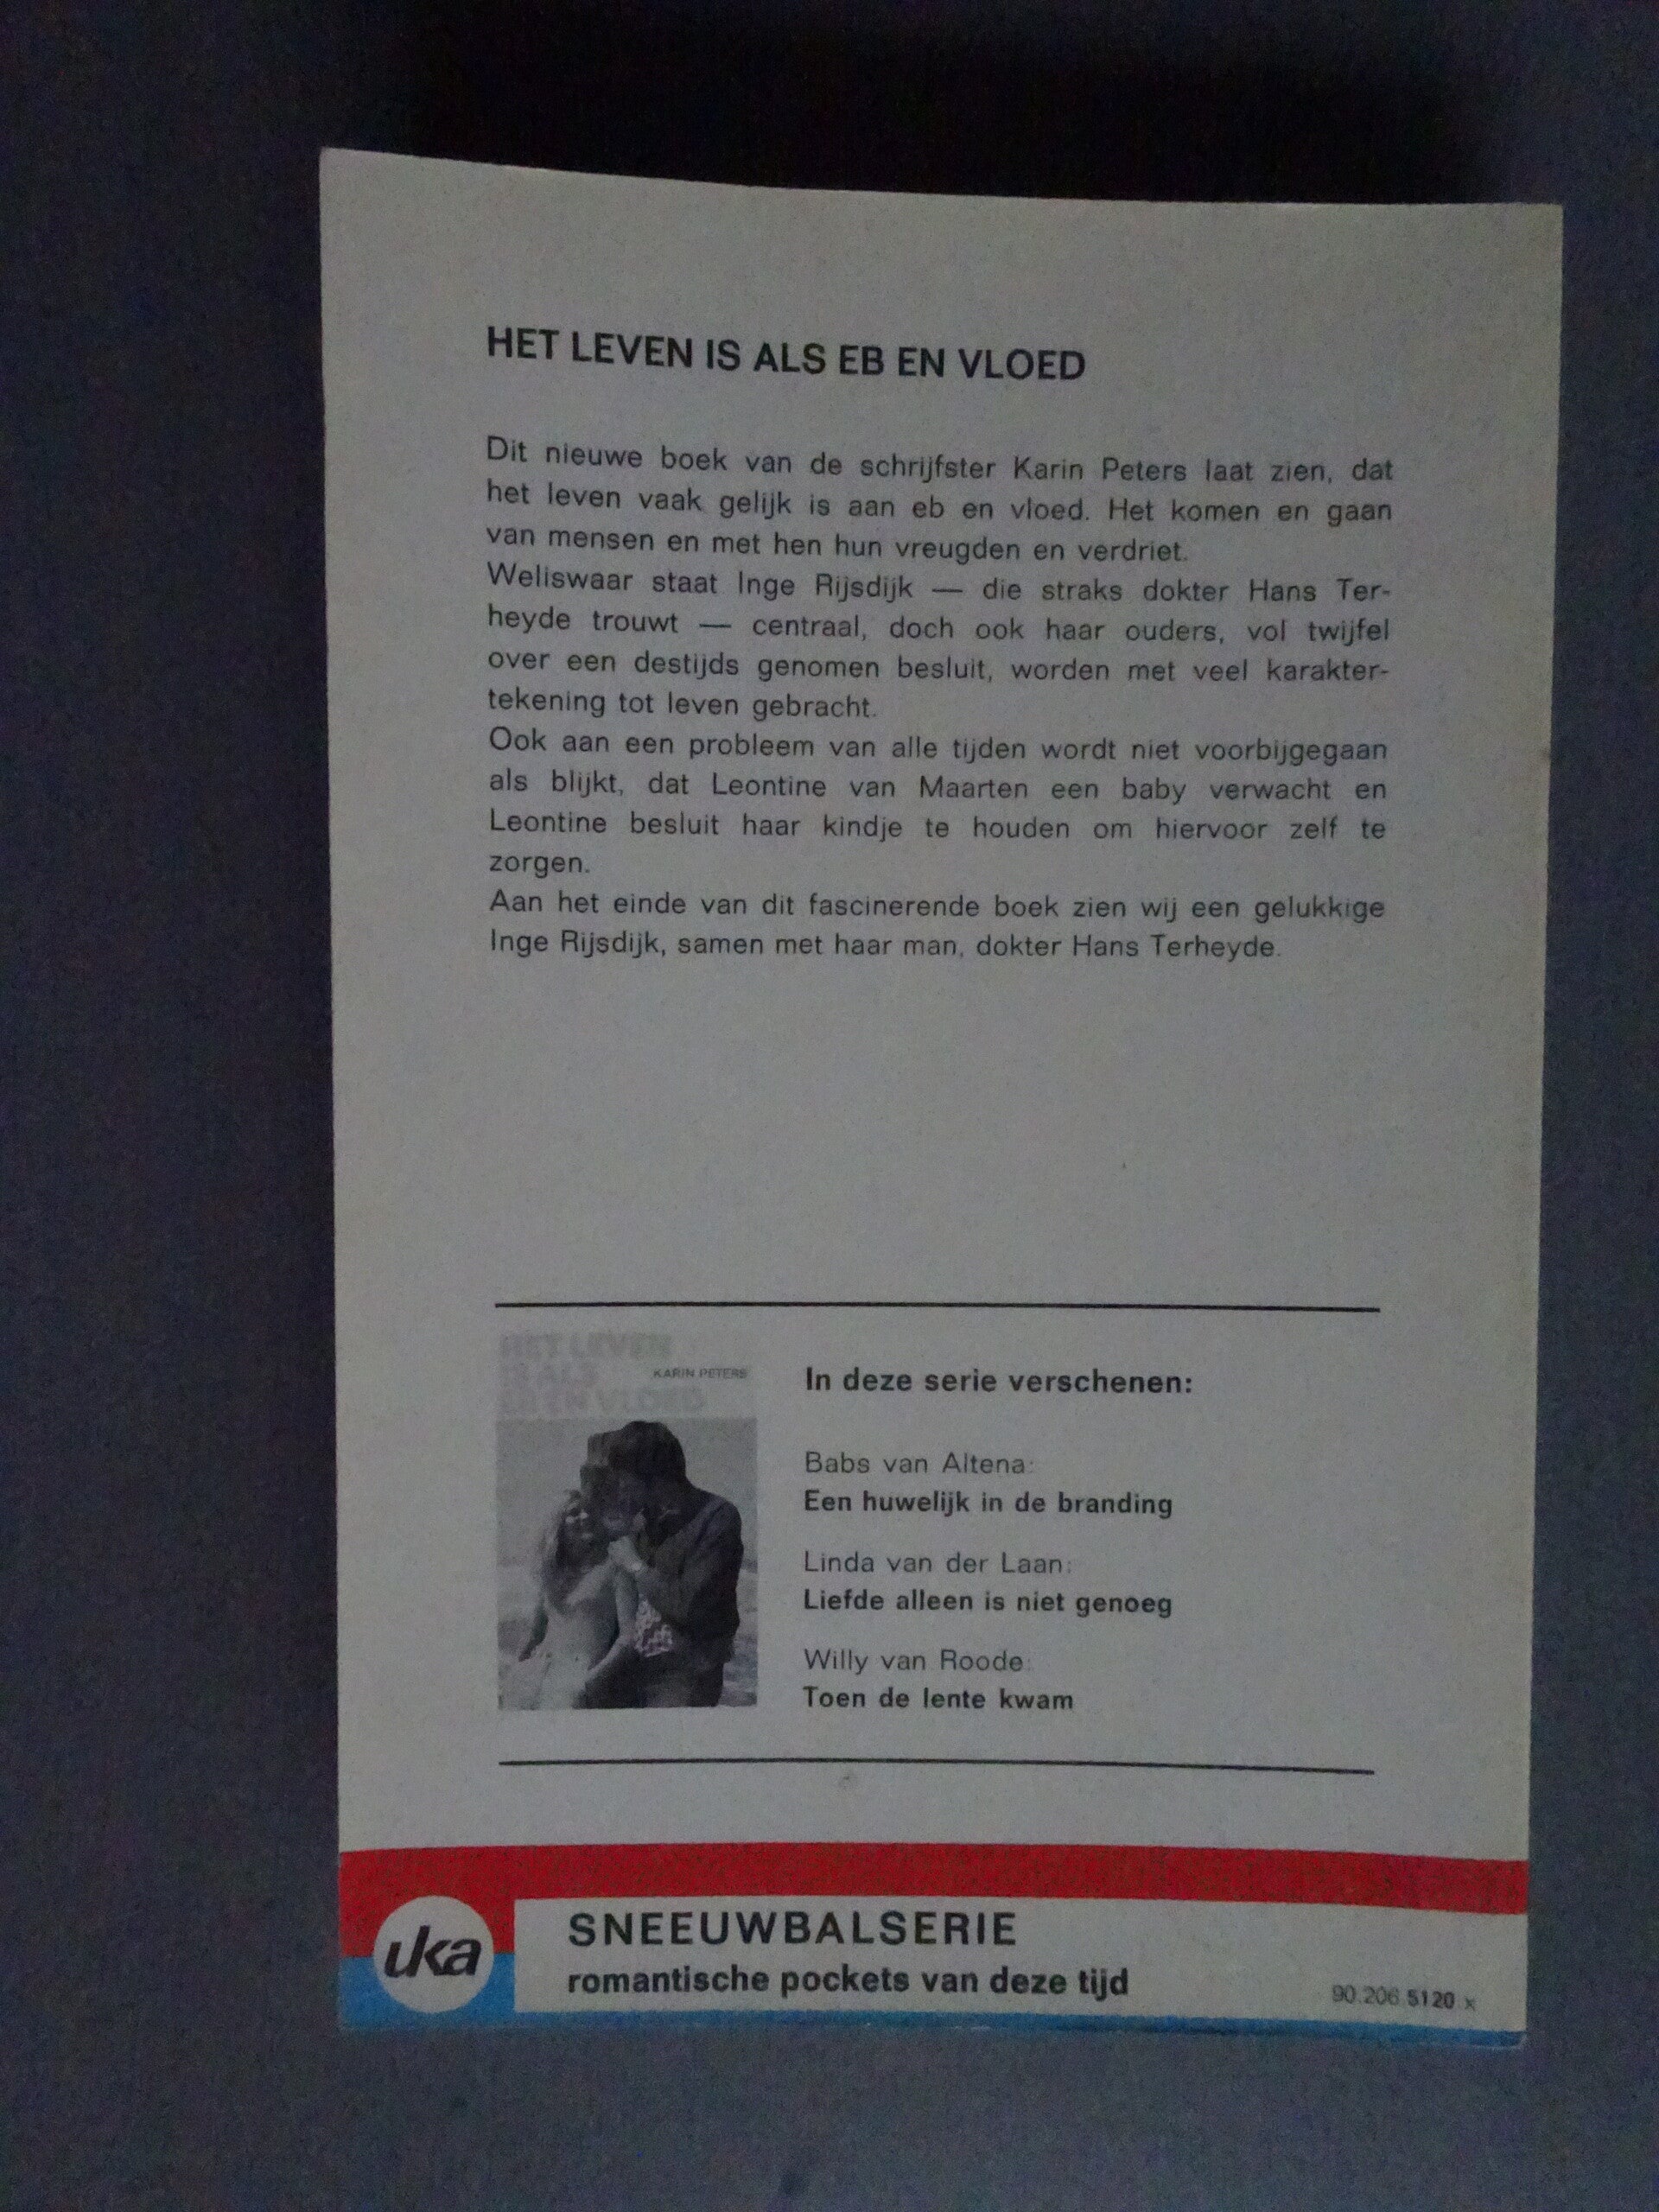 HET LEVEN IS ALS EB EN VLOED
Dit nieuwe boek van de schrijfster Karin Peters laat zien, dat
het leven vaak gelijk is aan eb en vloed. Het komen en gaan
van mensen en met hen hun vreugden en verdriet.
Weliswaar staat Inge Rijsdijk — die straks dokter Hans Ter-
heyde trouwt — centraal, doch ook haar ouders, vol twijfel
over een destijds genomen besluit, worden met veel karakter-
tekening tot leven gebracht.
Ook aan een probleem van alle tijden wordt niet voorbijgegaan
als blijkt, dat Leontine van Maarten een baby verwacht en
Leontine besluit haar kindje te houden om hiervoor zelf te
zorgen.
Aan het einde van dit fascinerende boek zien wij een gelukkige
Inge Rijsdijk, samen met haar man, dokter Hans Terheyde.
HET LEVEN
IS ALS
EB EN VLOED
KARIN PETERS
In deze serie verschenen:
Babs van Altena:
Een huwelijk in de branding
Linda van der Laan:
Liefde alleen is niet genoeg
Willy van Roode:
Toen de lente kwam
uka
SNEEUWBALSERIE
romantische pockets van deze tijd
90.206.5120.x